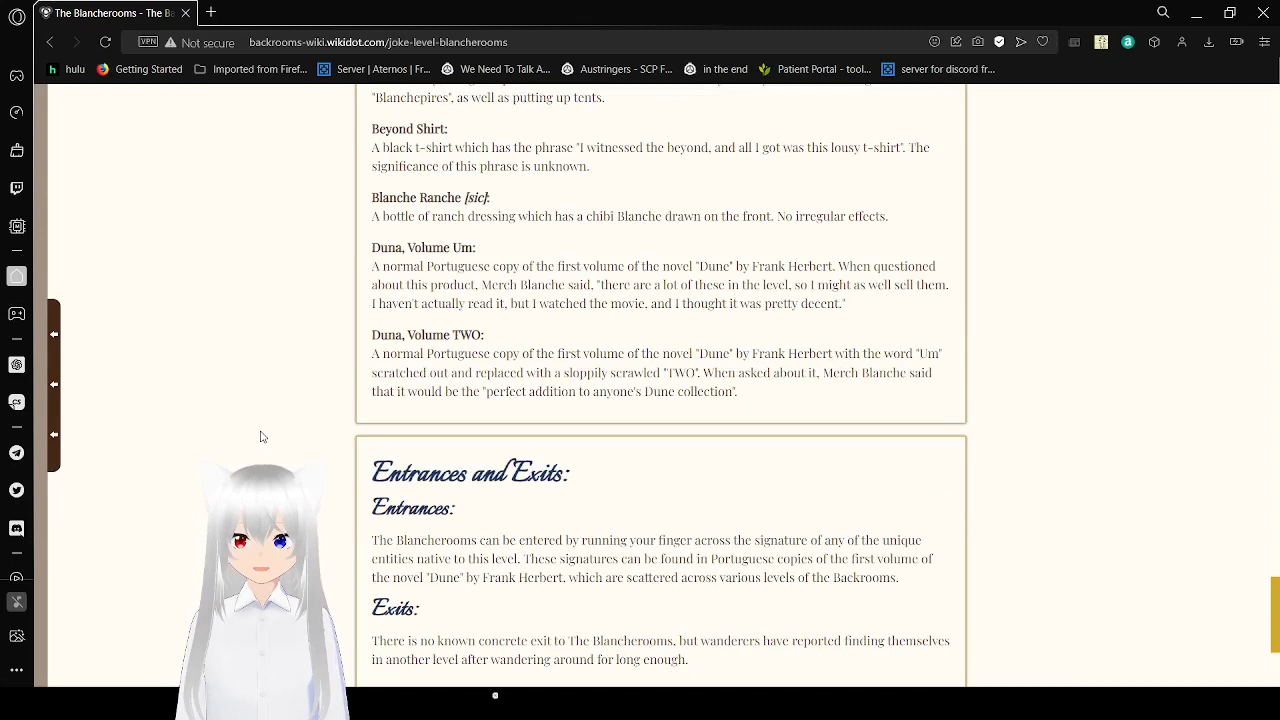 The Blancherooms - The Ba
VPN
Not secure
backrooms-wiki.wikidot.com/joke-level-blancherooms
hulu
Getting Started
Imported from Firef...
Server | Aternos | Fr...
We Need To Talk A...
Austringers - SCP F...
in the end
Patient Portal - tool...
server for discord fr...
"Blanchepires", as well as putting up tents.
Beyond Shirt:
A black t-shirt which has the phrase "I witnessed the beyond, and all I got was this lousy t-shirt". The
significance of this phrase is unknown.
Blanche Ranche [sic]:
A bottle of ranch dressing which has a chibi Blanche drawn on the front. No irregular effects.
Duna, Volume Um:
A normal Portuguese copy of the first volume of the novel "Dune" by Frank Herbert. When questioned
about this product, Merch Blanche said, "there are a lot of these in the level, so I might as well sell them.
I haven't actually read it, but I watched the movie, and I thought it was pretty decent."
Duna, Volume TWO:
A normal Portuguese copy of the first volume of the novel "Dune" by Frank Herbert with the word "Um"
scratched out and replaced with a sloppily scrawled "TWO". When asked about it, Merch Blanche said
that it would be the "perfect addition to anyone's Dune collection".
Entrances and Exits:
Entrances:
The Blancherooms can be entered by running your finger across the signature of any of the unique
entities native to this level. These signatures can be found in Portuguese copies of the first volume of
the novel "Dune" by Frank Herbert, which are scattered across various levels of the Backrooms.
Exits:
There is no known concrete exit to The Blancherooms, but wanderers have reported finding themselves
in another level after wandering around for long enough.